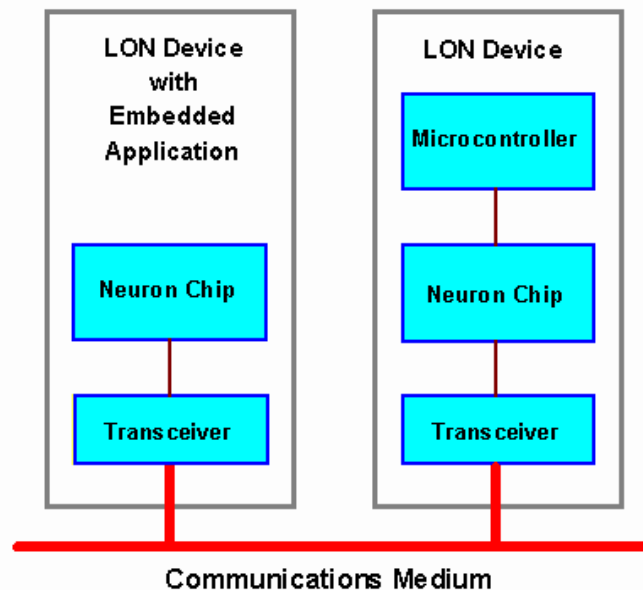 LON Device
with
Embedded
Application
Neuron Chip
Transceiver
LON Device
Microcontroller
Neuron Chip
Transceiver
Communications Medium